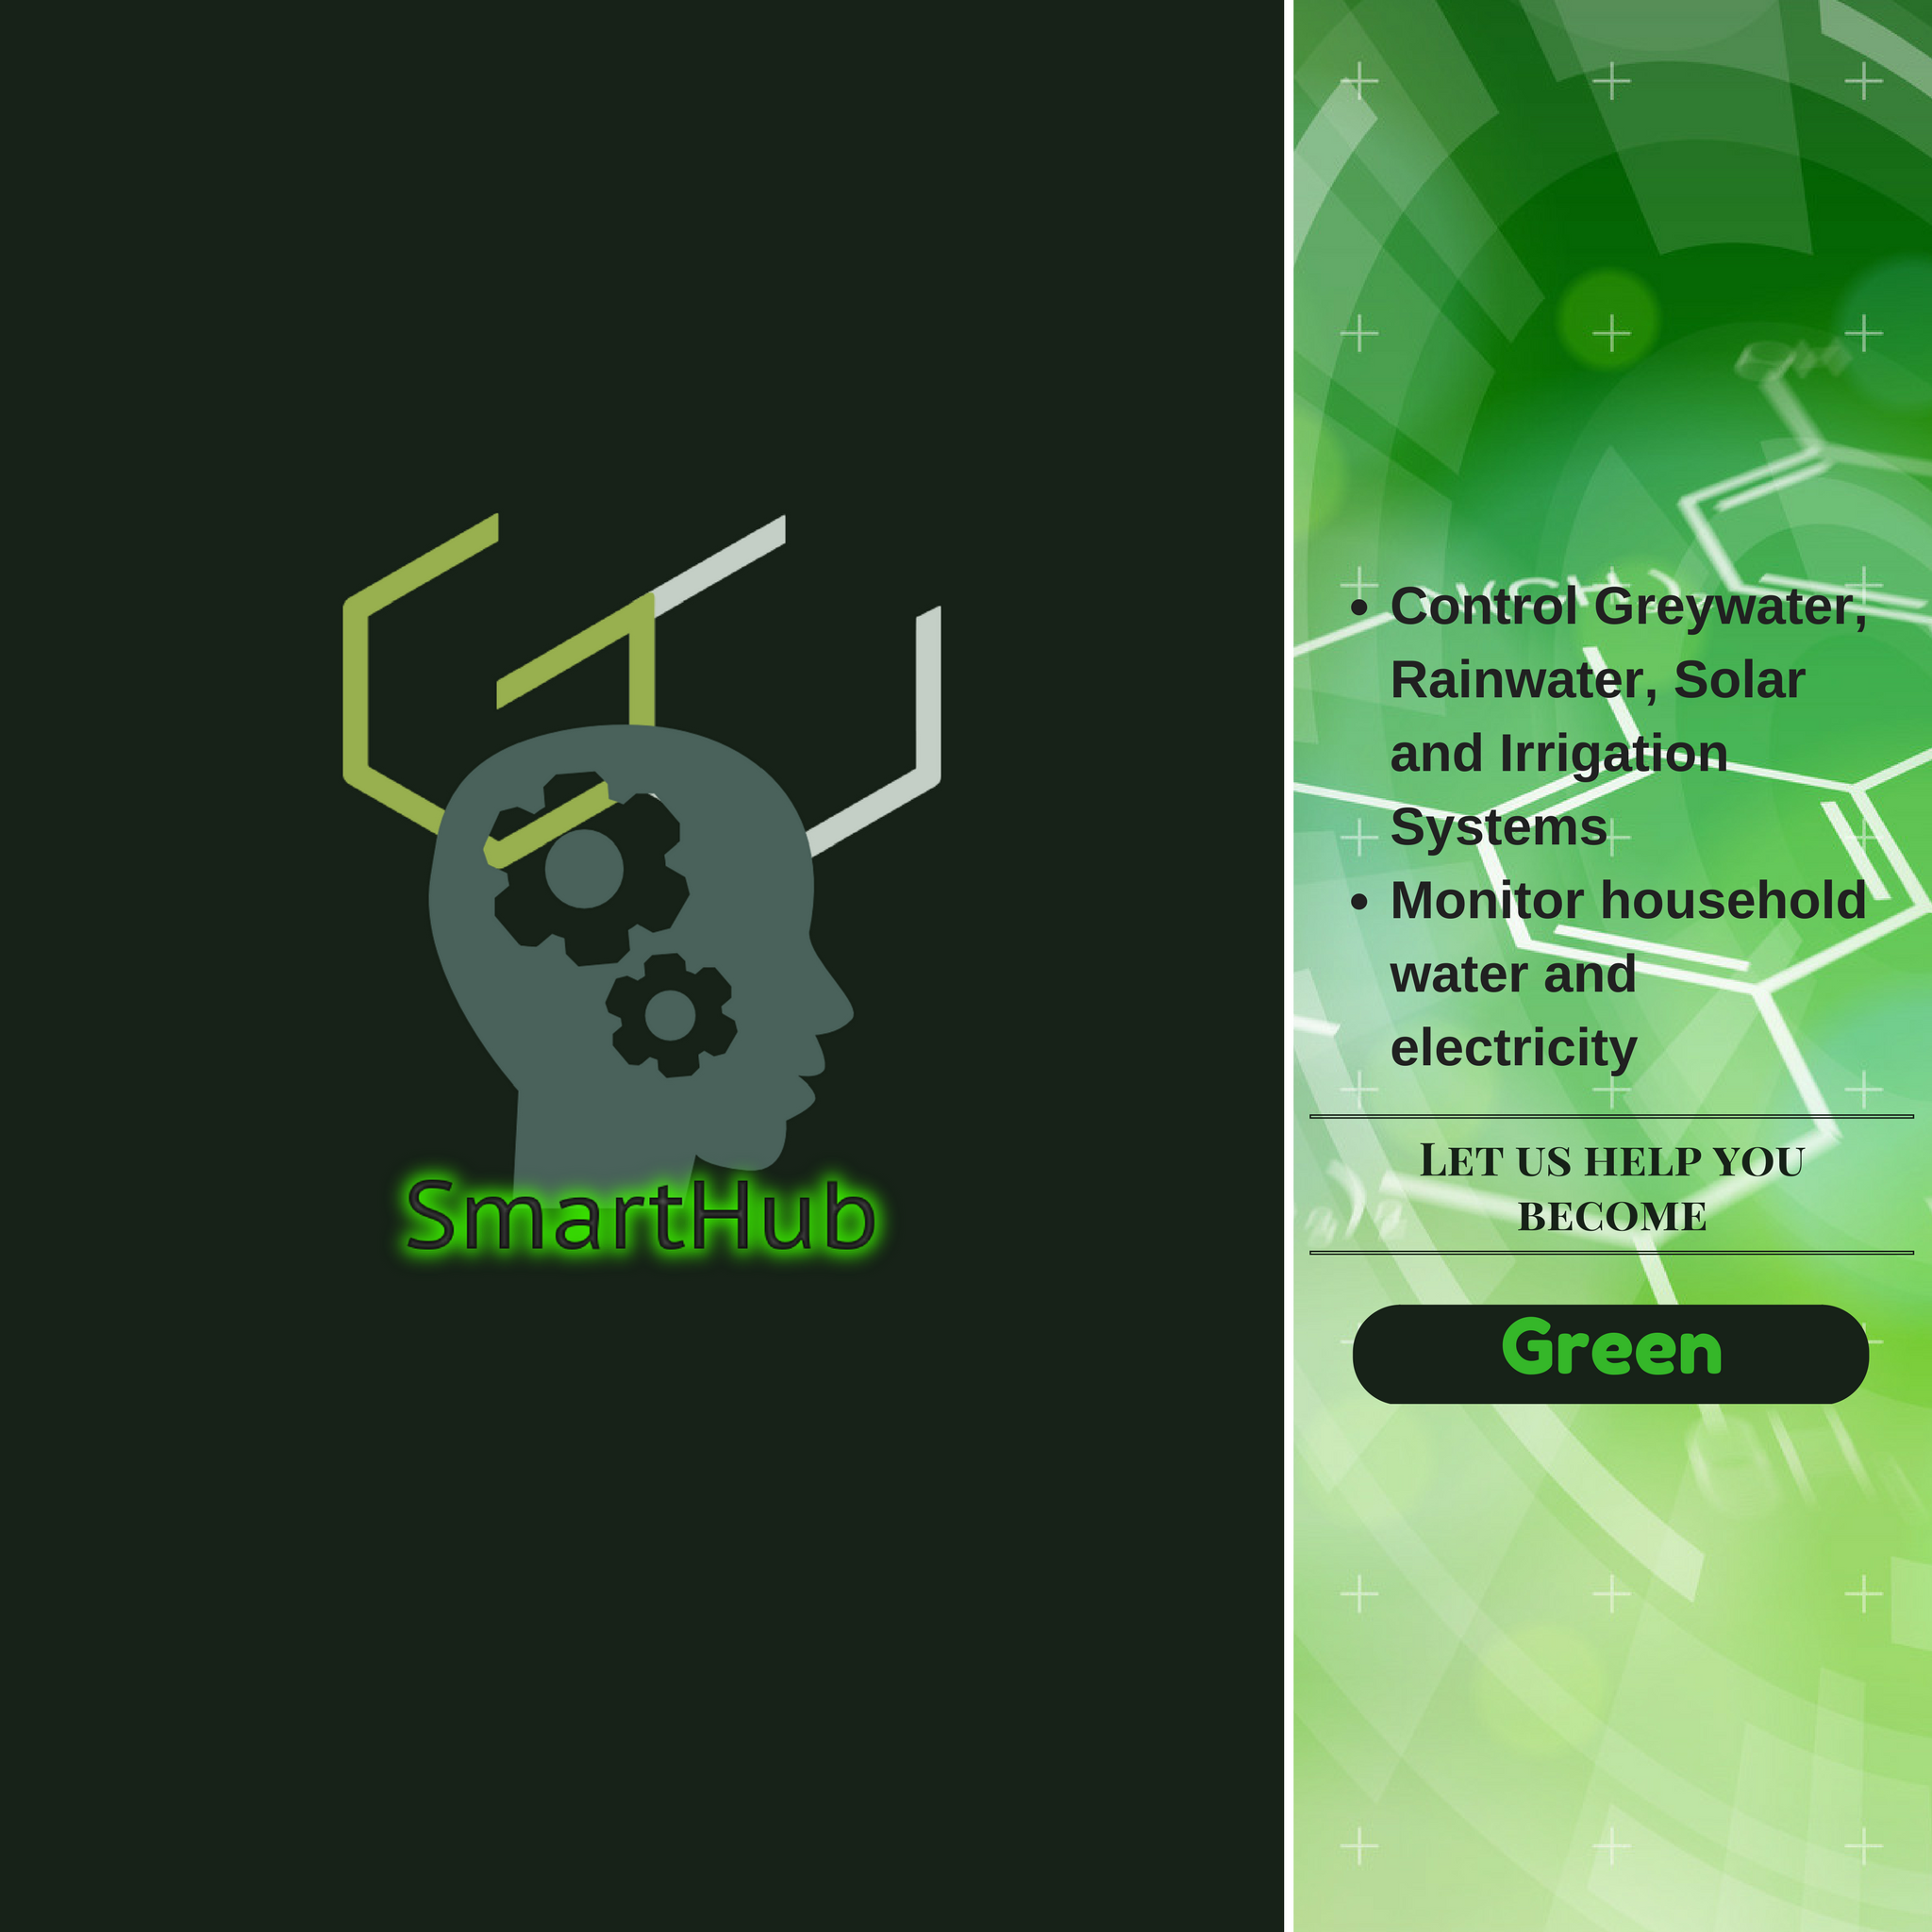 SmartHub
• Control Greywater,
Rainwater, Solar
and Irrigation
Systems
• Monitor household
water and
electricity
Let us help you
become
Green